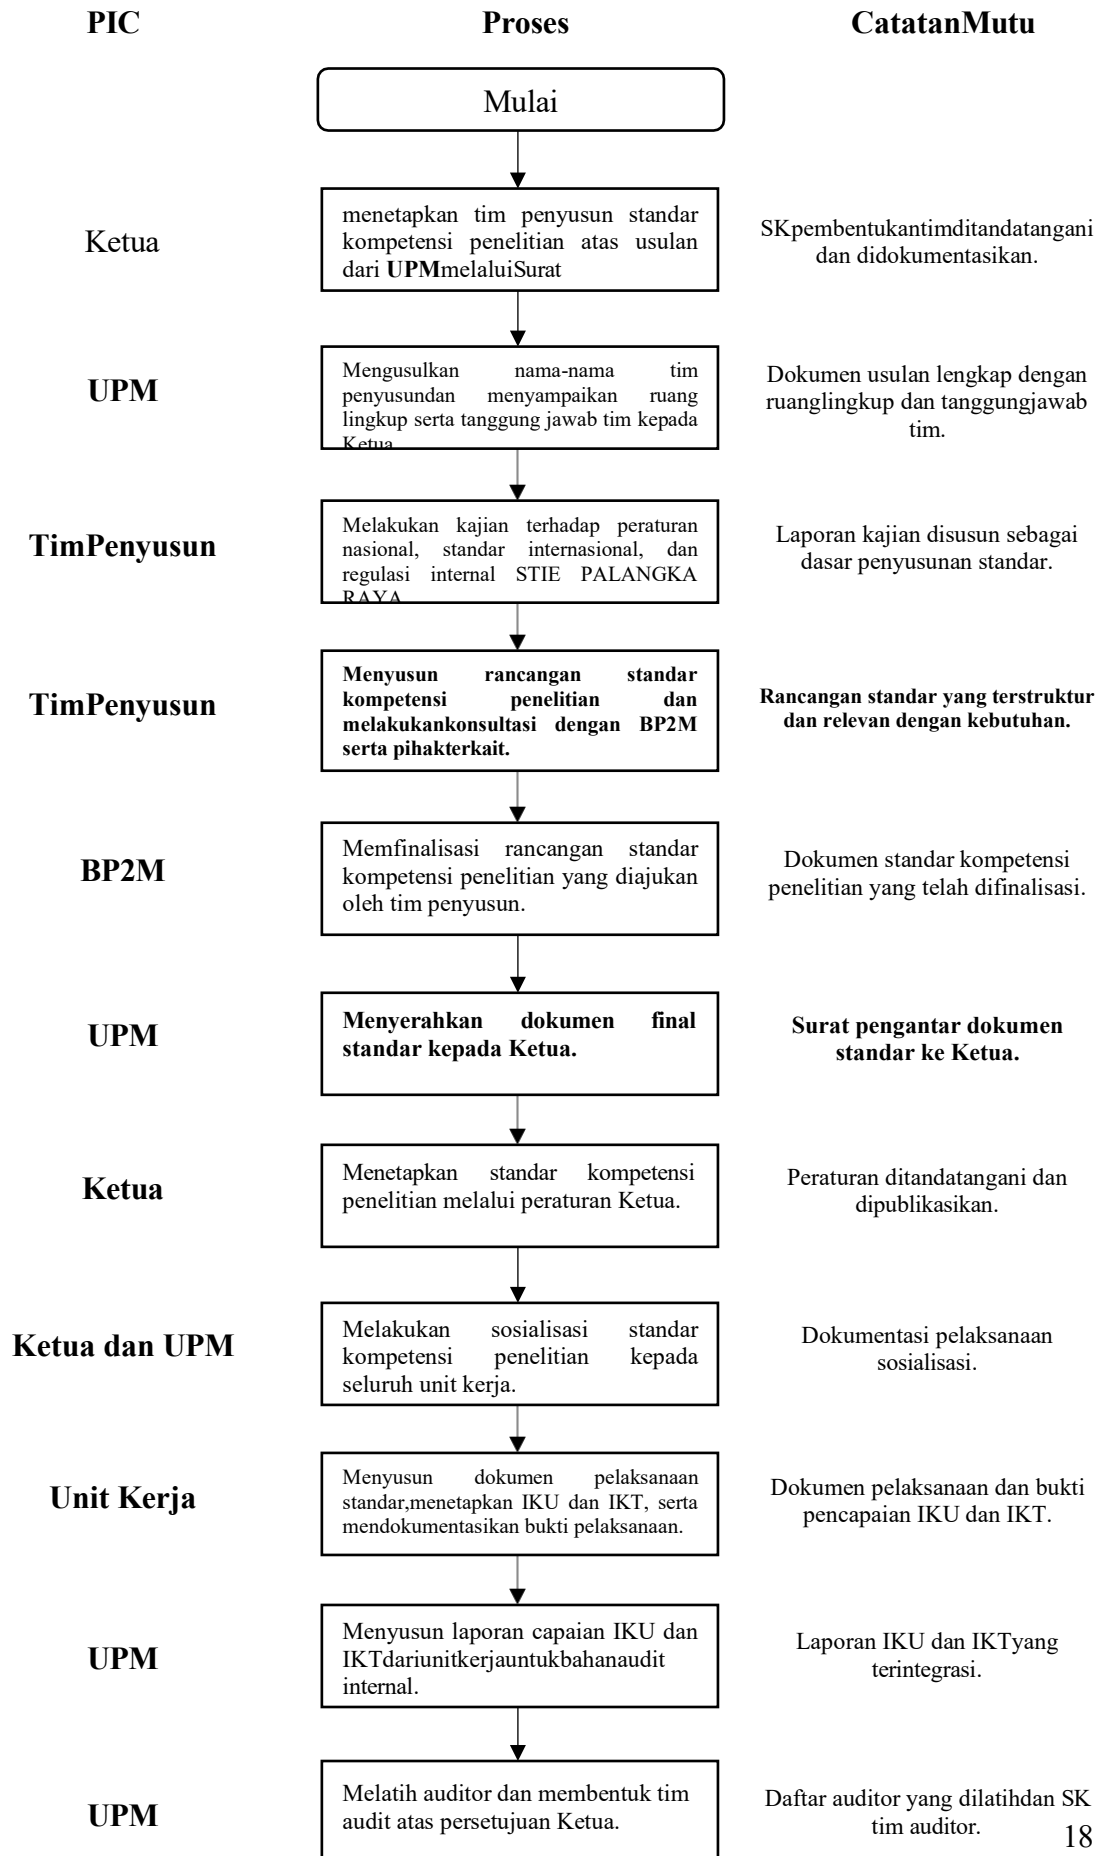 PIC
Proses
CatatanMutu
Mulai
Ketua
menetapkan tim penyusun standar
kompetensi penelitian atas usulan
dari UPMmelaluiSurat
SKpembentukantimditandatangani
dan didokumentasikan.
UPM
Mengusulkan nama-nama tim
penyusundan menyampaikan ruang
lingkup serta tanggung jawab tim kepada
Ketua
Dokumen usulan lengkap dengan
ruanglingkup dan tanggungjawab
tim.
TimPenyusun
Melakukan kajian terhadap peraturan
nasional, standar internasional, dan
regulasi internal STIE PALANGKA
RAYA
Laporan kajian disusun sebagai
dasar penyusunan standar.
TimPenyusun
Menyusun rancangan standar
kompetensi penelitian dan
melakukankonsultasi dengan BP2M
serta pihakterkait.
Rancangan standar yang terstruktur
dan relevan dengan kebutuhan.
BP2M
Memfinalisasi rancangan standar
kompetensi penelitian yang diajukan
oleh tim penyusun.
Dokumen standar kompetensi
penelitian yang telah difinalisasi.
UPM
Menyerahkan dokumen final
standar kepada Ketua.
Surat pengantar dokumen
standar ke Ketua.
Ketua
Menetapkan standar kompetensi
penelitian melalui peraturan Ketua.
Peraturan ditandatangani dan
dipublikasikan.
Ketua dan UPM
Melakukan sosialisasi standar
kompetensi penelitian kepada
seluruh unit kerja.
Dokumentasi pelaksanaan
sosialisasi.
Unit Kerja
Menyusun dokumen pelaksanaan
standar,menetapkan IKU dan IKT, serta
mendokumentasikan bukti pelaksanaan.
Dokumen pelaksanaan dan bukti
pencapaian IKU dan IKT.
UPM
Menyusun laporan capaian IKU dan
IKTdariunitkerjauntukbahanaudit
internal.
Laporan IKU dan IKTyang
terintegrasi.
UPM
Melatih auditor dan membentuk tim
audit atas persetujuan Ketua.
Daftar auditor yang dilatihdan SK
tim auditor.
18